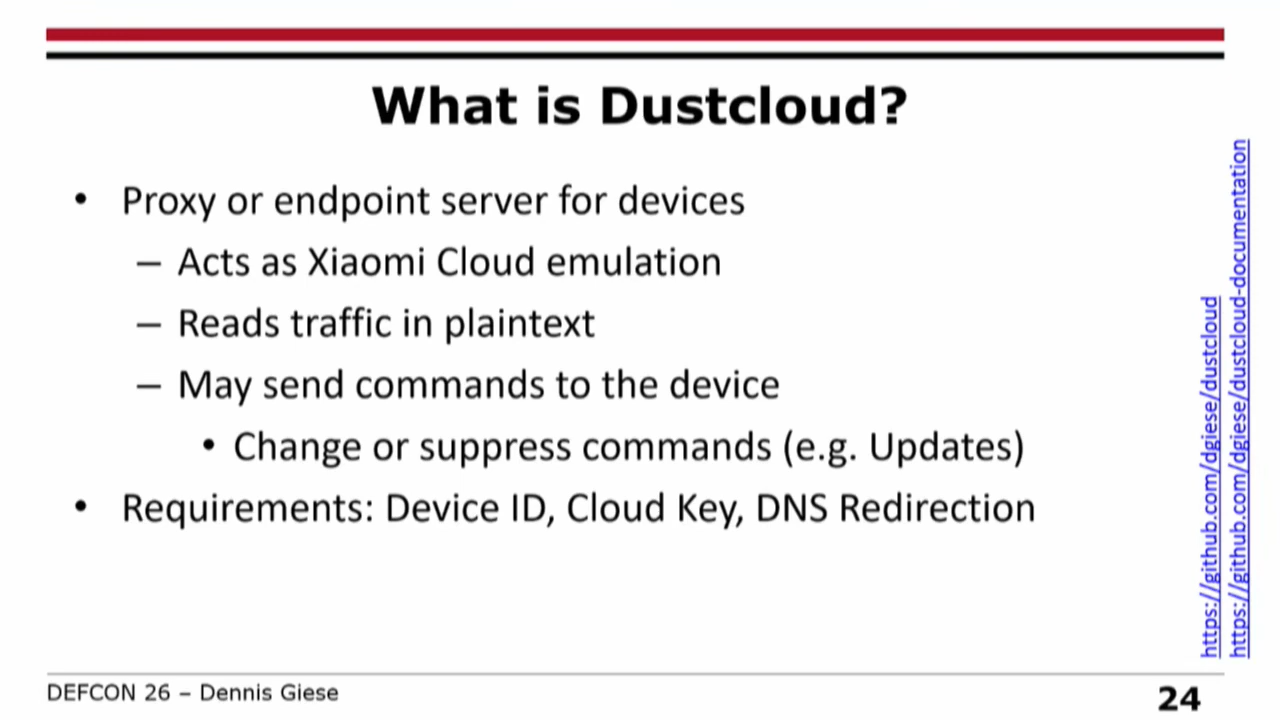 What is Dustcloud?
• Proxy or endpoint server for devices
– Acts as Xiaomi Cloud emulation
– Reads traffic in plaintext
– May send commands to the device
• Change or suppress commands (e.g. Updates)
• Requirements: Device ID, Cloud Key, DNS Redirection
https://github.com/dgiese/dustcloud
https://github.com/dgiese/dustcloud-documentation
DEFCON 26 – Dennis Giese
24